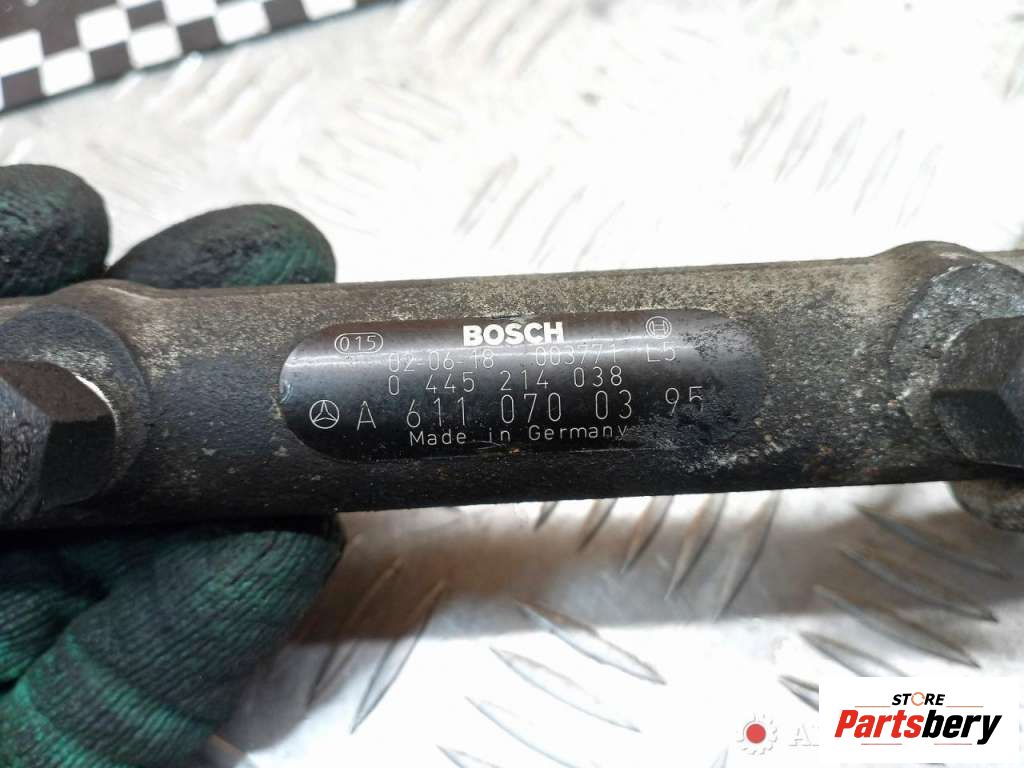 BOSCH
015
02-06-18 003771 L5
0 445 214 038
A 611 070 03 95
Made in Germany
STORE
Partsbery